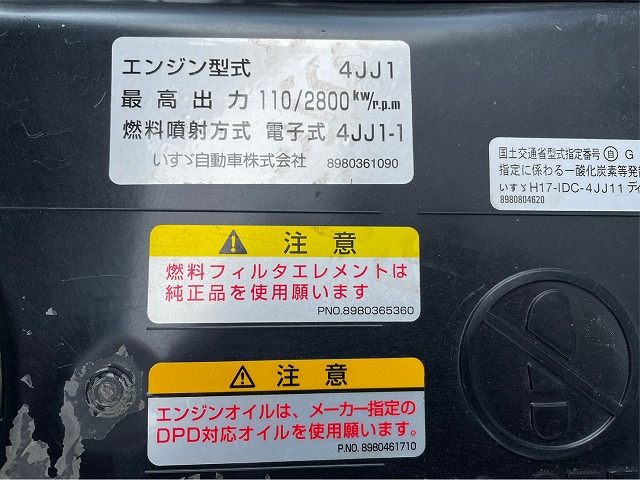 エンジン型式 4JJ1
最高出力 110/2800kW/r.p.m
燃料噴射方式 電子式 4JJ1-1
いすゞ自動車株式会社 8980361090
国土交通省型式指定番号 自 G
指定に係わる一酸化炭素等発
いすゞH17-IDC-4JJ11 デ
8980804620
注意
燃料フィルタエレメントは
純正品を使用願います
PNO.8980365360
注意
エンジンオイルは、メーカー指定の
DPD対応オイルを使用願います。
P.NO. 8980461710